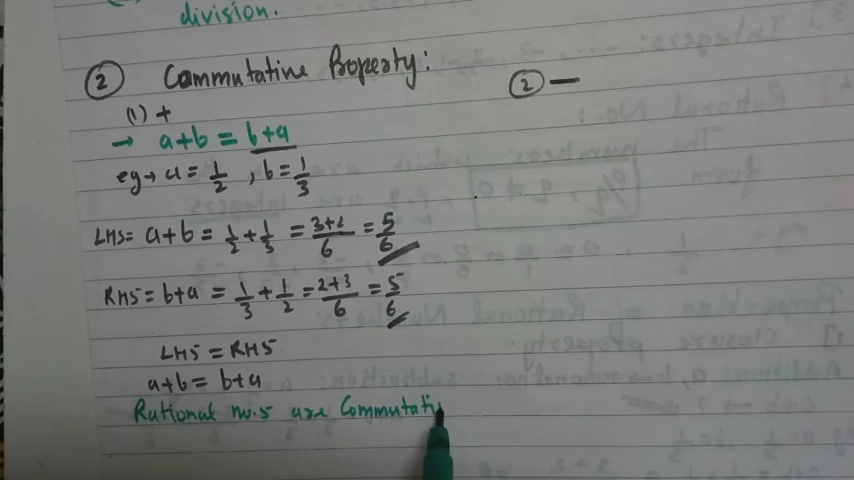 division.
② Commutative Property:
(1) +
→ a+b = b+a
eg → a = 1/2 , b = 1/3
LHS = a+b = 1/2 + 1/3 = 3+2/6 = 5/6
RHS = b+a = 1/3 + 1/2 = 2+3/6 = 5/6
LHS = RHS
a+b = b+a
Rational no.s are Commutati
② —